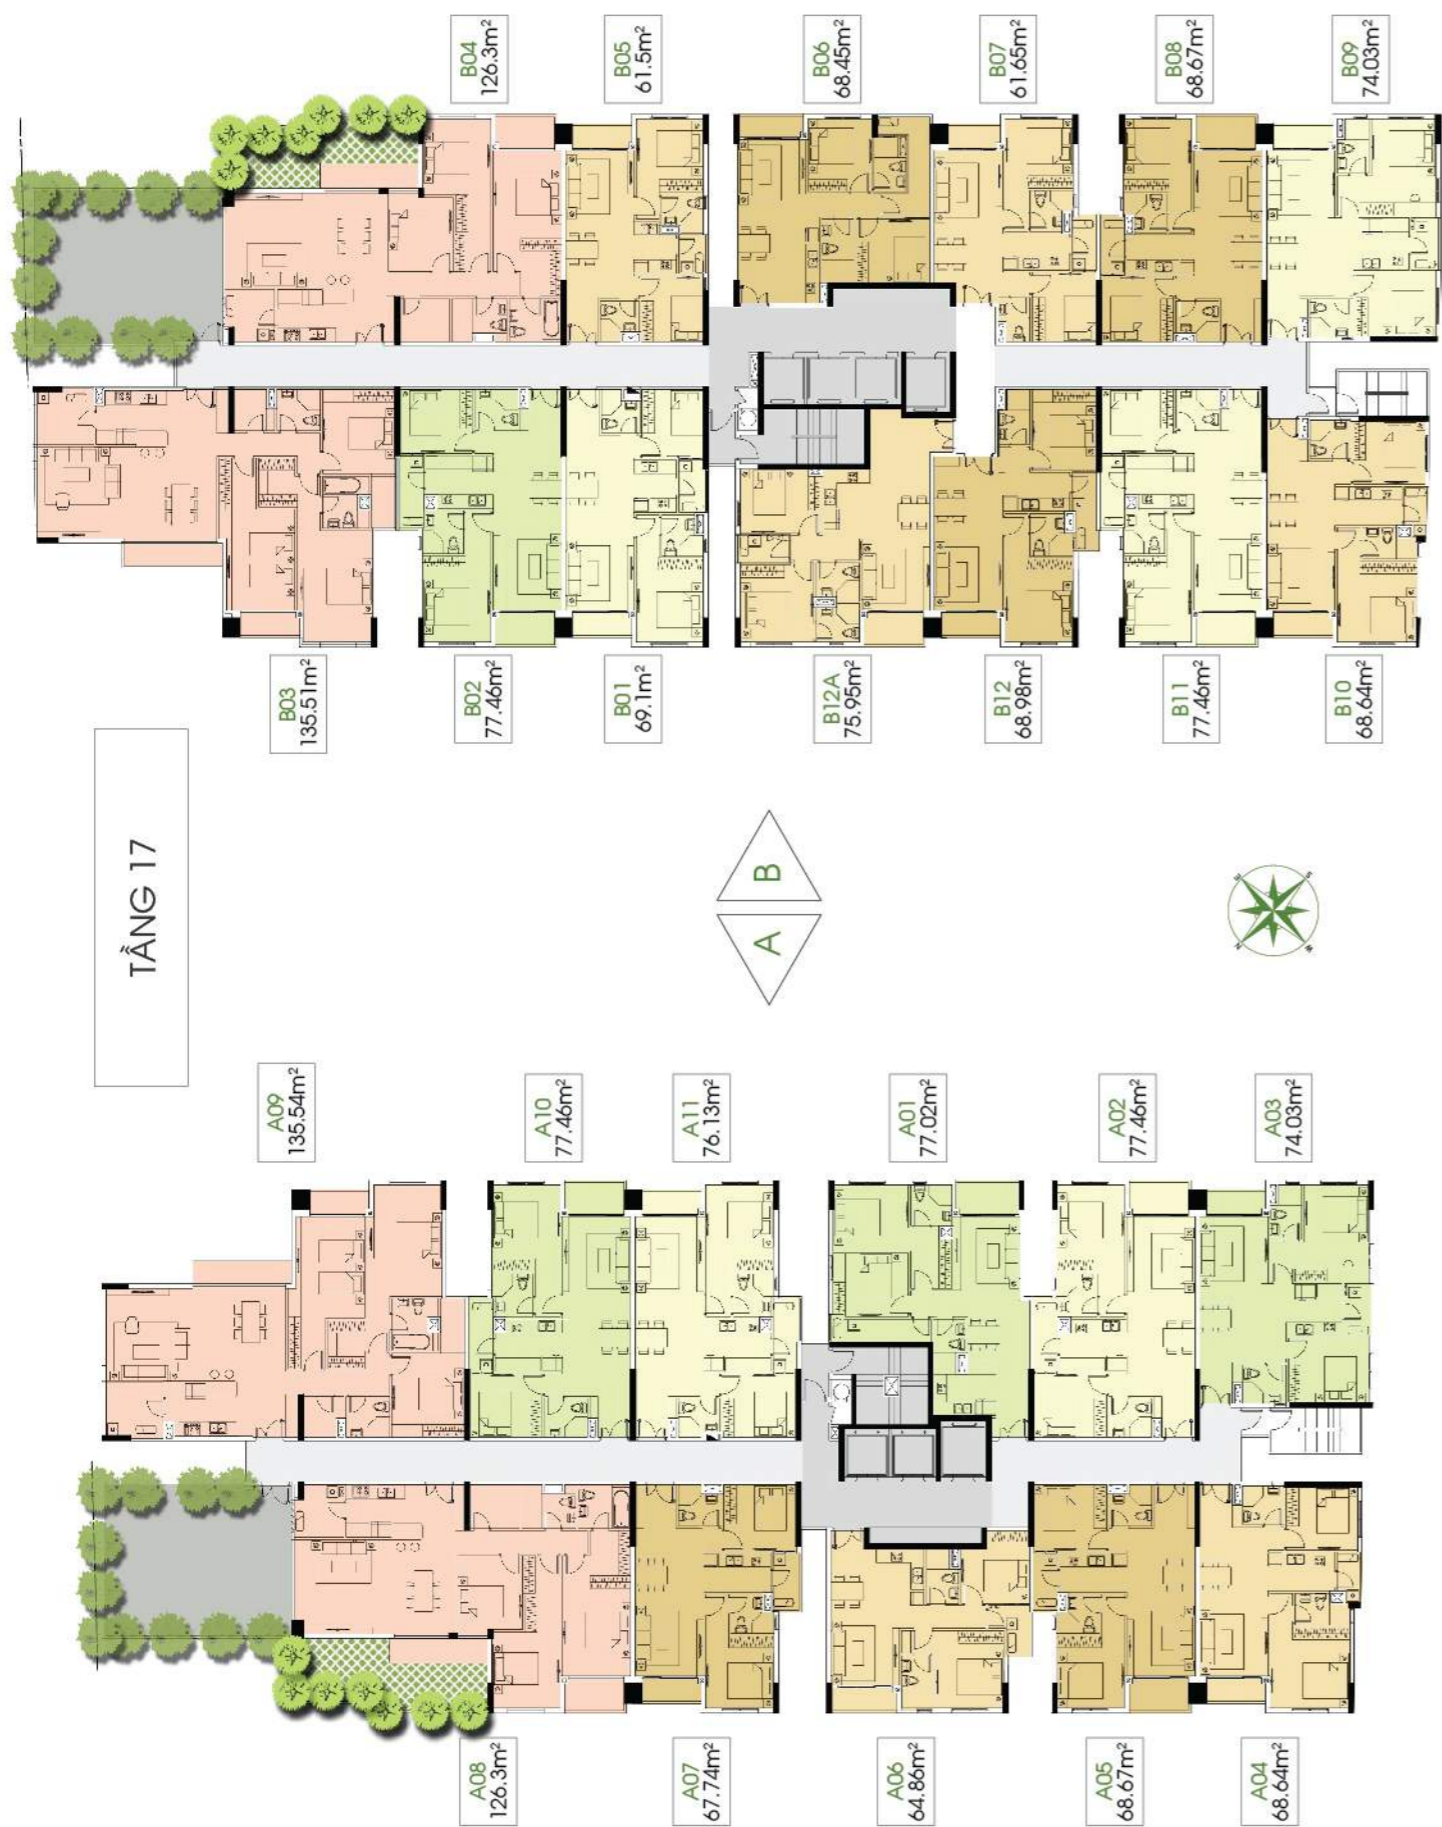 B04
126.3m²
B05
61.5m²
B06
68.45m²
B07
61.65m²
B08
68.67m²
B09
74.03m²
B03
135.51m²
B02
77.46m²
B01
69.1m²
B12A
75.95m²
B12
68.98m²
B11
77.46m²
B10
68.64m²
TẦNG 17
B
A
A09
135.54m²
A10
77.46m²
A11
76.13m²
A01
77.02m²
A02
77.46m²
A03
74.03m²
A08
126.3m²
A07
67.74m²
A06
64.86m²
A05
68.67m²
A04
68.64m²